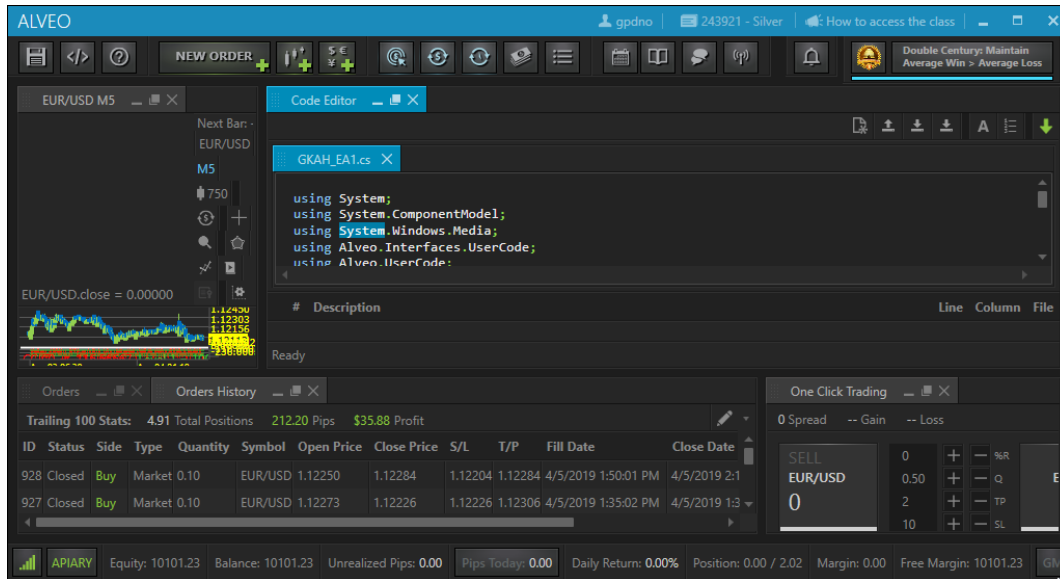 ALVEO gpdno 243921 - Silver How to access the class
NEW ORDER Double Century: Maintain
Average Win > Average Loss
EUR/USD M5 Code Editor
Next Bar: -
EUR/USD
M5
750
EUR/USD.close = 0.00000
1.12450
1.12303
1.12156
GKAH_EA1.cs
using System;
using System.ComponentModel;
using System.Windows.Media;
using Alveo.Interfaces.UserCode;
using Alveo.UserCode;
# Description Line Column File
Ready
Orders Orders History
Trailing 100 Stats: 4.91 Total Positions 212.20 Pips $35.88 Profit
ID Status Side Type Quantity Symbol Open Price Close Price S/L T/P Fill Date Close Date
928 Closed Buy Market 0.10 EUR/USD 1.12250 1.12284 1.12204 1.12284 4/5/2019 1:50:01 PM 4/5/2019 2:1
927 Closed Buy Market 0.10 EUR/USD 1.12273 1.12226 1.12226 1.12306 4/5/2019 1:35:02 PM 4/5/2019 1:3
One Click Trading
0 Spread -- Gain -- Loss
SELL
EUR/USD
0
0 + - %R
0.50 + - Q
2 + - TP
10 + - SL
E
APIARY Equity: 10101.23 Balance: 10101.23 Unrealized Pips: 0.00 Pips Today: 0.00 Daily Return: 0.00% Position: 0.00 / 2.02 Margin: 0.00 Free Margin: 10101.23